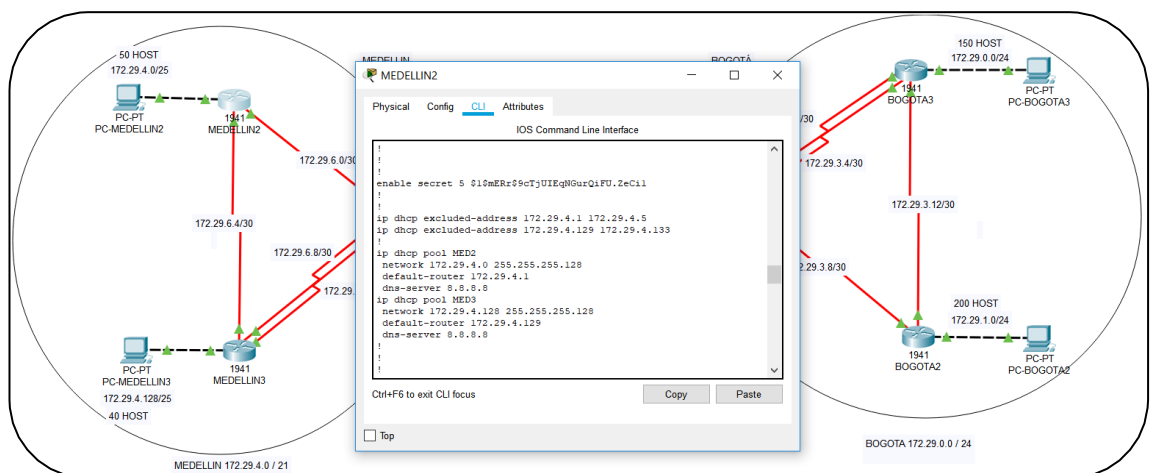 50 HOST
172.29.4.0/25
PC-PT
PC-MEDELLIN2
1941
MEDELLIN2
172.29.6.0/30
172.29.6.4/30
172.29.6.8/30
172.29.
PC-PT
PC-MEDELLIN3
172.29.4.128/25
40 HOST
1941
MEDELLIN3
MEDELLIN 172.29.4.0 / 21
MEDELLIN
BOGOTÁ
MEDELLIN2
Physical Config CLI Attributes
IOS Command Line Interface
!
!
!
enable secret 5 $1$mERr$9cTjUIEqNGurQiFU.ZeCi1
!
!
ip dhcp excluded-address 172.29.4.1 172.29.4.5
ip dhcp excluded-address 172.29.4.129 172.29.4.133
!
ip dhcp pool MED2
network 172.29.4.0 255.255.255.128
default-router 172.29.4.1
dns-server 8.8.8.8
ip dhcp pool MED3
network 172.29.4.128 255.255.255.128
default-router 172.29.4.129
dns-server 8.8.8.8
!
!
!
Ctrl+F6 to exit CLI focus
Copy Paste
Top
150 HOST
172.29.0.0/24
1941
BOGOTA3
PC-PT
PC-BOGOTA3
/30
172.29.3.4/30
172.29.3.12/30
2.29.3.8/30
200 HOST
172.29.1.0/24
1941
BOGOTA2
PC-PT
PC-BOGOTA2
BOGOTA 172.29.0.0 / 24